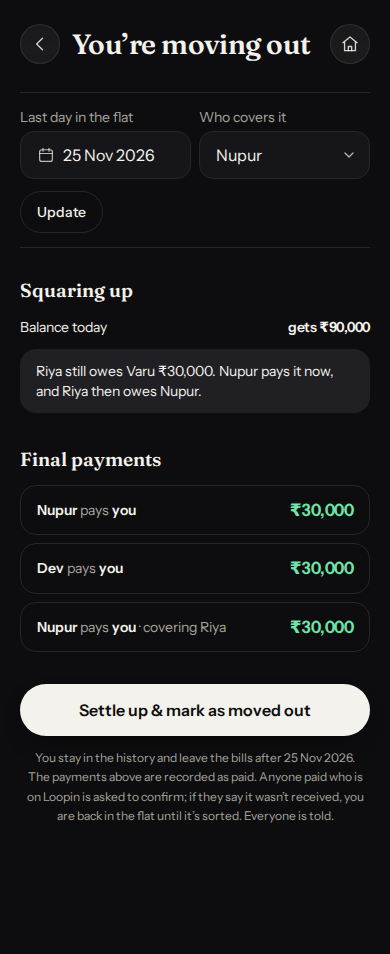 You’re moving out
Last day in the flat
Who covers it
25 Nov 2026
Nupur
Update
Squaring up
Balance today
gets ₹90,000
Riya still owes Varu ₹30,000. Nupur pays it now,
and Riya then owes Nupur.
Final payments
Nupur pays you
₹30,000
Dev pays you
₹30,000
Nupur pays you · covering Riya
₹30,000
Settle up & mark as moved out
You stay in the history and leave the bills after 25 Nov 2026.
The payments above are recorded as paid. Anyone paid who is
on Loopin is asked to confirm; if they say it wasn’t received, you
are back in the flat until it’s sorted. Everyone is told.